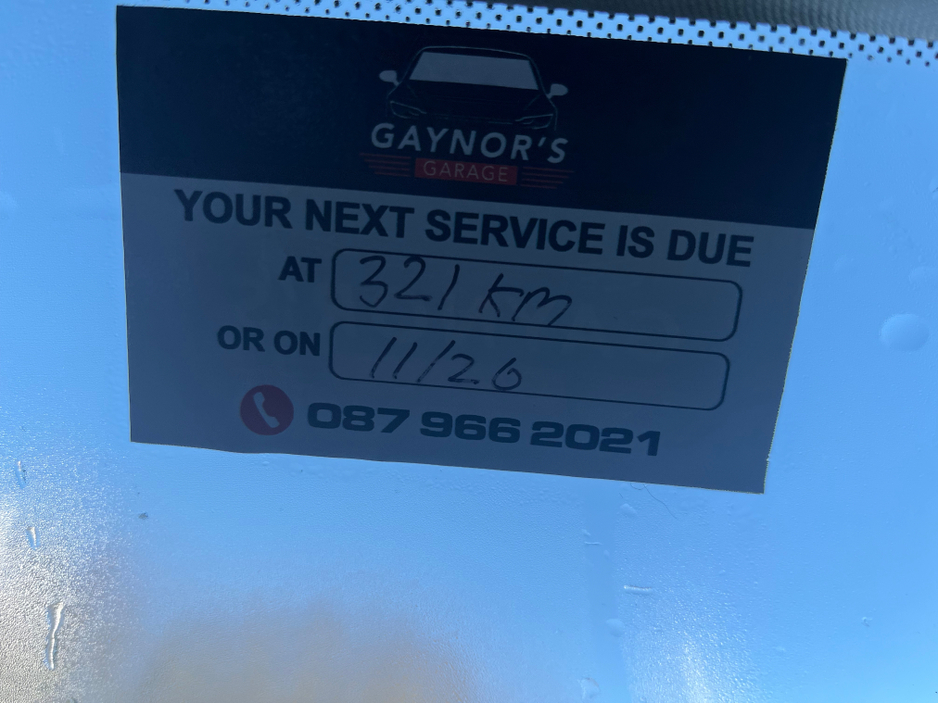 GAYNOR'S
GARAGE
YOUR NEXT SERVICE IS DUE
AT 321 km
OR ON 11/26
087 966 2021